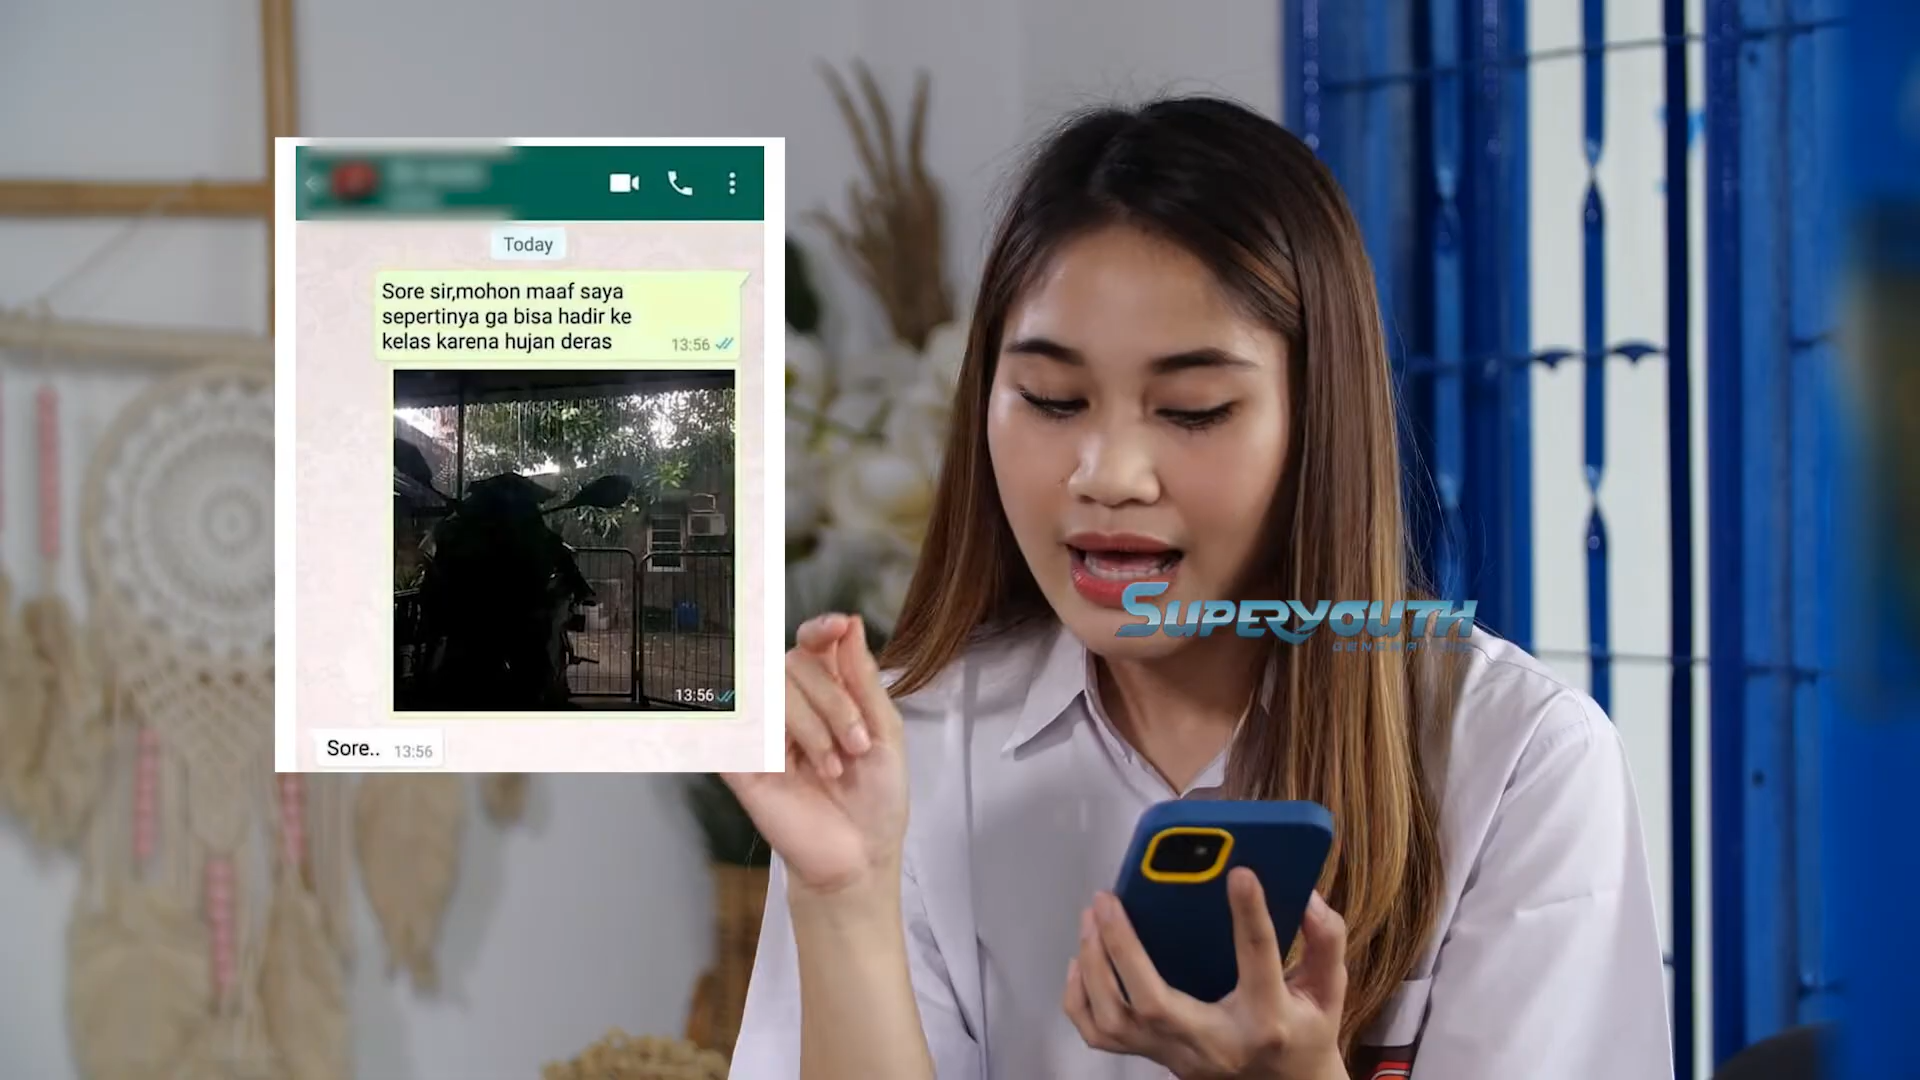 Today
Sore sir,mohon maaf saya
sepertinya ga bisa hadir ke
kelas karena hujan deras
13:56
13:56
Sore.. 13:56
SUPERYOUTH